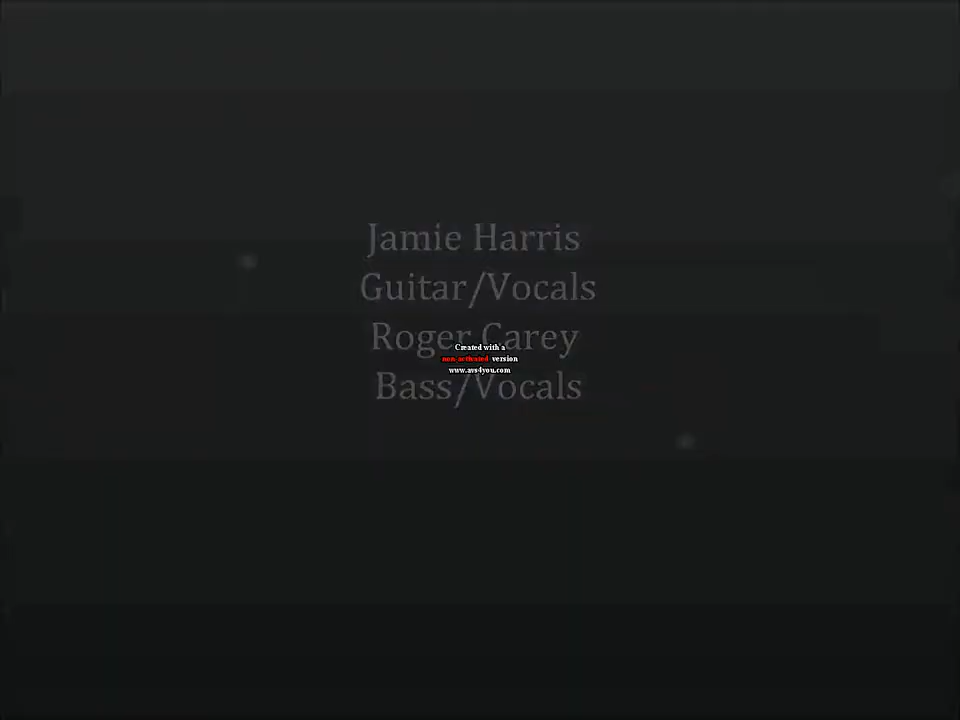 Jamie Harris
Guitar/Vocals
Roger Carey
Created with a
non-activated version
www.avs4you.com
Bass/Vocals